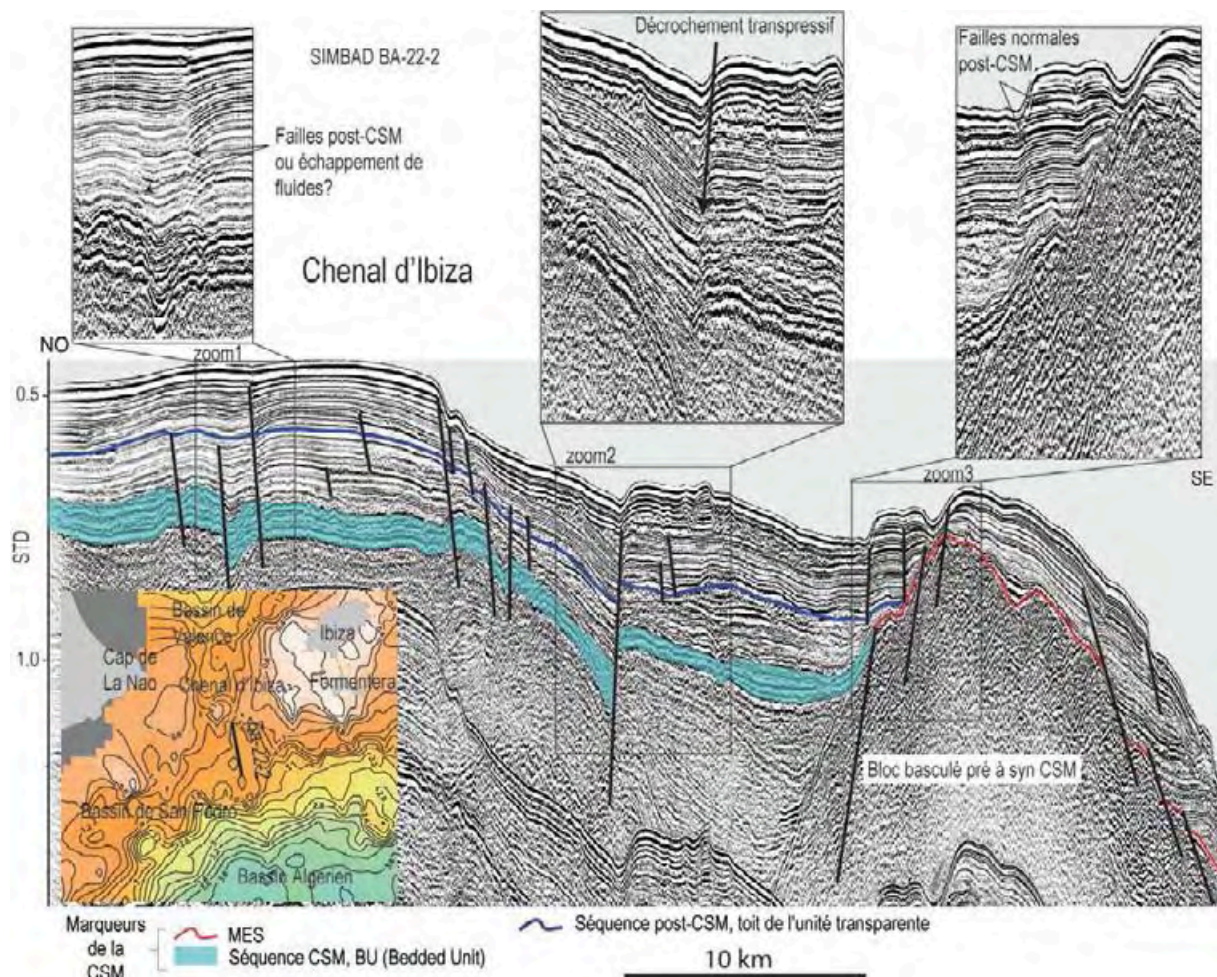 SIMBAD BA-22-2
Failles post-CSM
ou échappement de
fluides?
Chenal d'Ibiza
Décrochement transpressif
Failles normales
post-CSM
NO
zoom1
zoom2
zoom3
SE
0.5
STD
1.0
Bassin de
Valence
Ibiza
Cap de
La Nao
Chenal d'Ibiza
Formentera
Bassin de San Pedro
Bassin Algérien
Bloc basculé pré à syn CSM
Marqueurs
de la
CSM
MES
Séquence CSM, BU (Bedded Unit)
Séquence post-CSM, toit de l'unité transparente
10 km